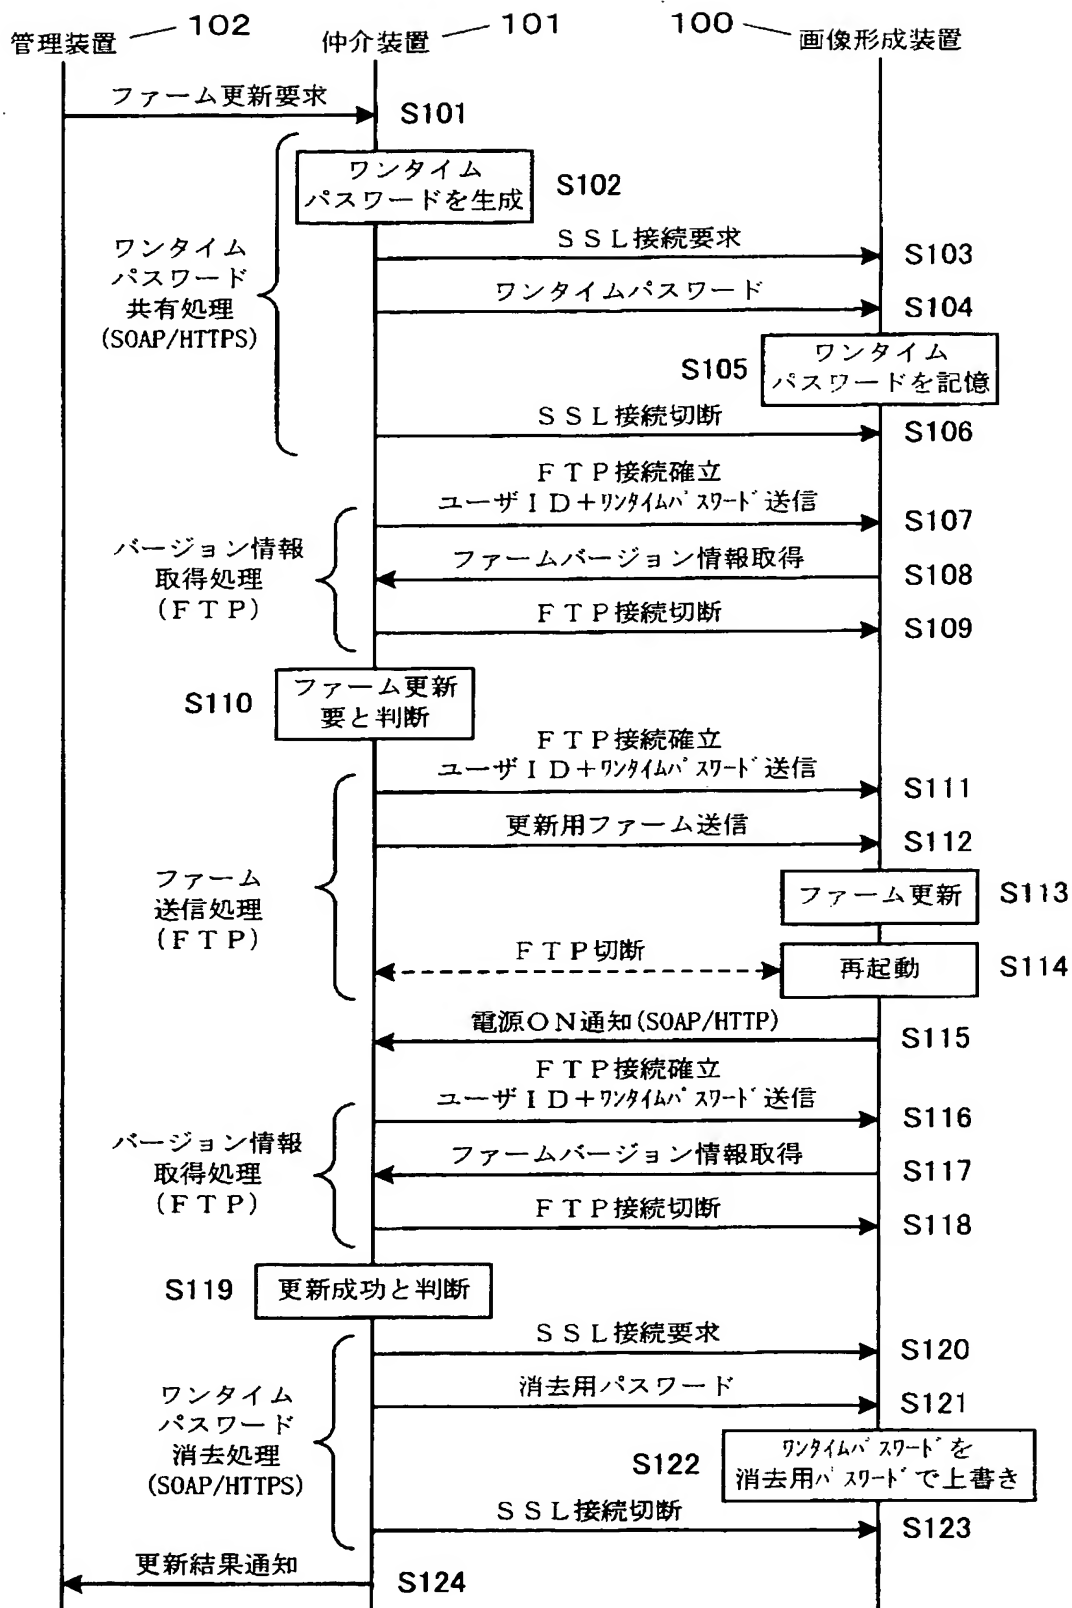 管理装置 102
仲介装置 101
100 画像形成装置
ファーム更新要求
S101
ワンタイム
パスワードを生成
S102
ワンタイム
パスワード
共有処理
(SOAP/HTTPS)
SSL接続要求
S103
ワンタイムパスワード
S104
S105
ワンタイム
パスワードを記憶
SSL接続切断
S106
FTP接続確立
ユーザID+ワンタイムパスワード送信
S107
バージョン情報
取得処理
(FTP)
ファームバージョン情報取得
S108
FTP接続切断
S109
S110
ファーム更新
要と判断
FTP接続確立
ユーザID+ワンタイムパスワード送信
S111
更新用ファーム送信
S112
ファーム
送信処理
(FTP)
ファーム更新
S113
FTP切断
再起動
S114
電源ON通知(SOAP/HTTP)
S115
FTP接続確立
ユーザID+ワンタイムパスワード送信
S116
バージョン情報
取得処理
(FTP)
ファームバージョン情報取得
S117
FTP接続切断
S118
S119
更新成功と判断
SSL接続要求
S120
消去用パスワード
S121
ワンタイム
パスワード
消去処理
(SOAP/HTTPS)
S122
ワンタイムパスワードを
消去用パスワードで上書き
SSL接続切断
S123
更新結果通知
S124